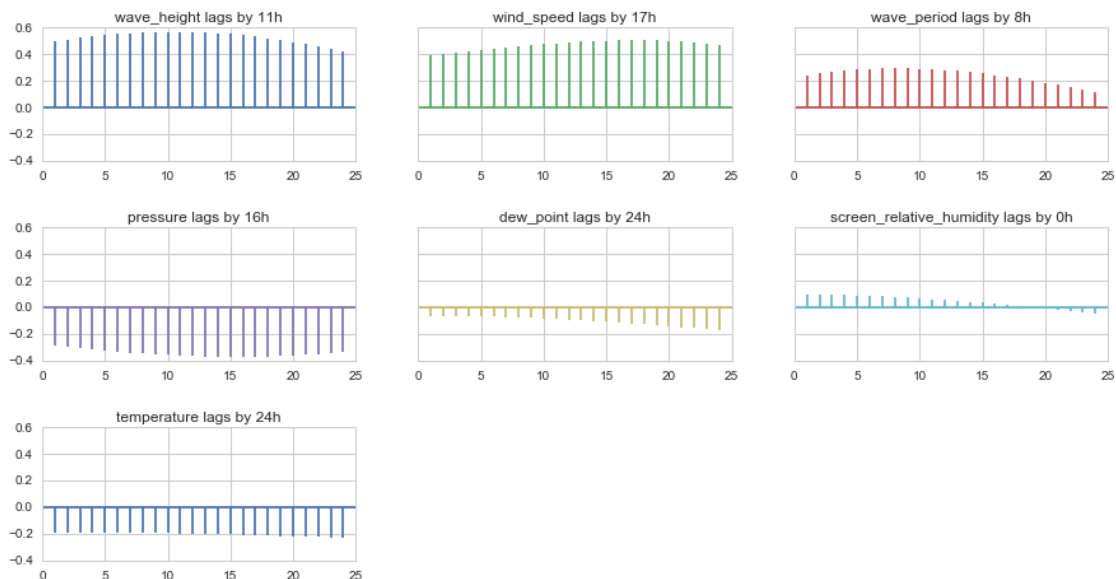 wave_height lags by 11h
0.6
0.4
0.2
0.0
−0.2
−0.4
0 5 10 15 20 25
wind_speed lags by 17h
0 5 10 15 20 25
wave_period lags by 8h
0 5 10 15 20 25
pressure lags by 16h
0.6
0.4
0.2
0.0
−0.2
−0.4
0 5 10 15 20 25
dew_point lags by 24h
0 5 10 15 20 25
screen_relative_humidity lags by 0h
0 5 10 15 20 25
temperature lags by 24h
0.6
0.4
0.2
0.0
−0.2
−0.4
0 5 10 15 20 25